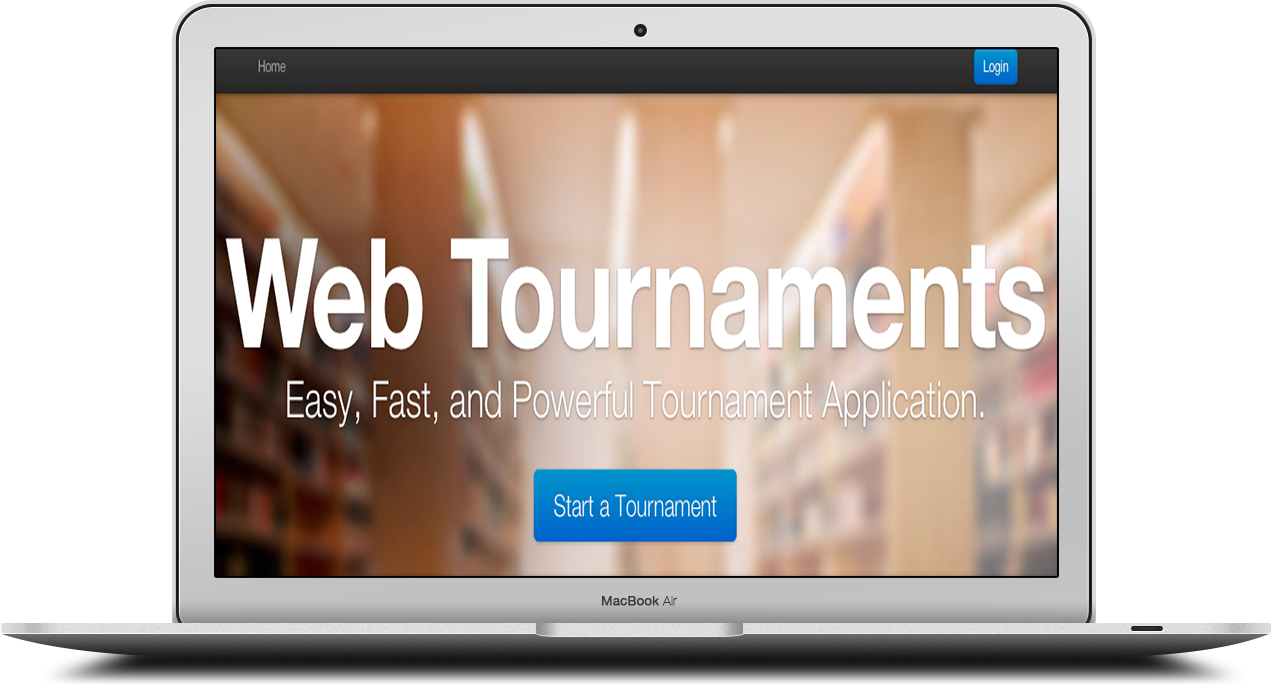 Home
Login
Web Tournaments
Easy, Fast, and Powerful Tournament Application.
Start a Tournament
MacBook Air